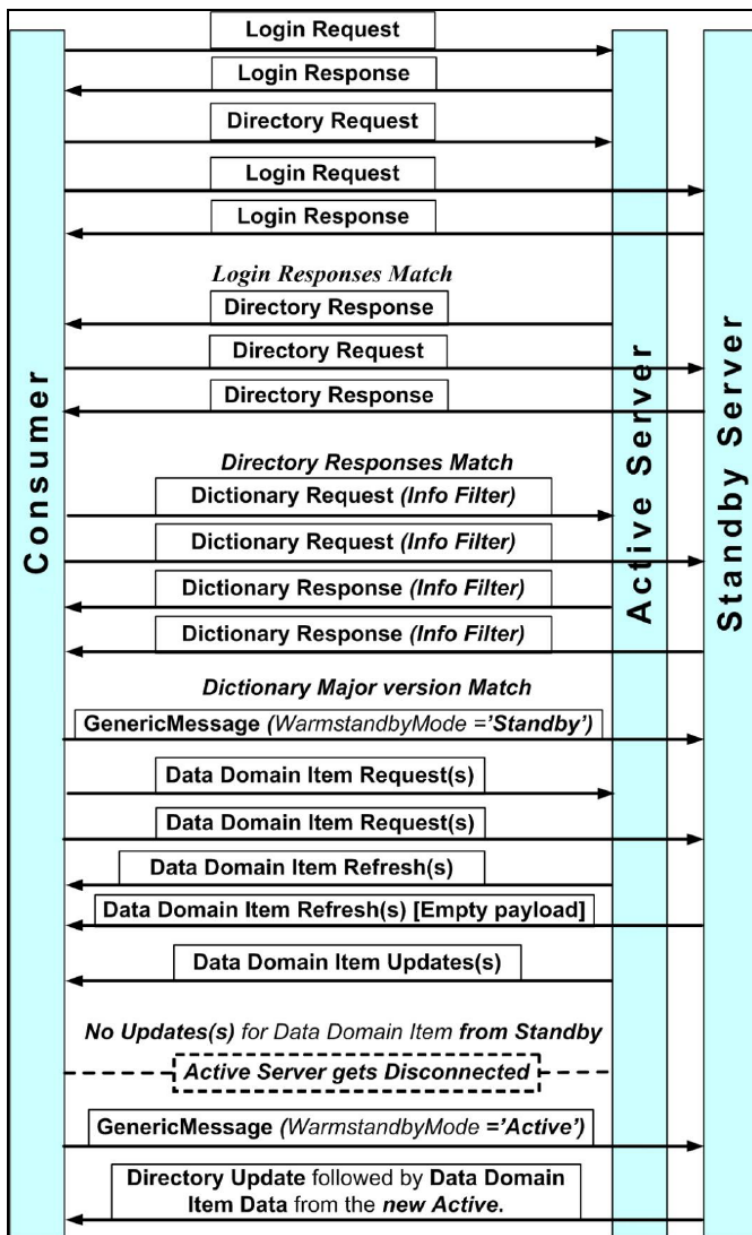 Login Request
Login Response
Directory Request
Login Request
Login Response
Login Responses Match
Directory Response
Directory Request
Directory Response
Directory Responses Match
Dictionary Request (Info Filter)
Dictionary Request (Info Filter)
Dictionary Response (Info Filter)
Dictionary Response (Info Filter)
Dictionary Major version Match
GenericMessage (WarmstandbyMode ='Standby')
Data Domain Item Request(s)
Data Domain Item Request(s)
Data Domain Item Refresh(s)
Data Domain Item Refresh(s) [Empty payload]
Data Domain Item Updates(s)
No Updates(s) for Data Domain Item from Standby
Active Server gets Disconnected
GenericMessage (WarmstandbyMode ='Active')
Directory Update followed by Data Domain
Item Data from the new Active.
Consumer
Active Server
Standby Server